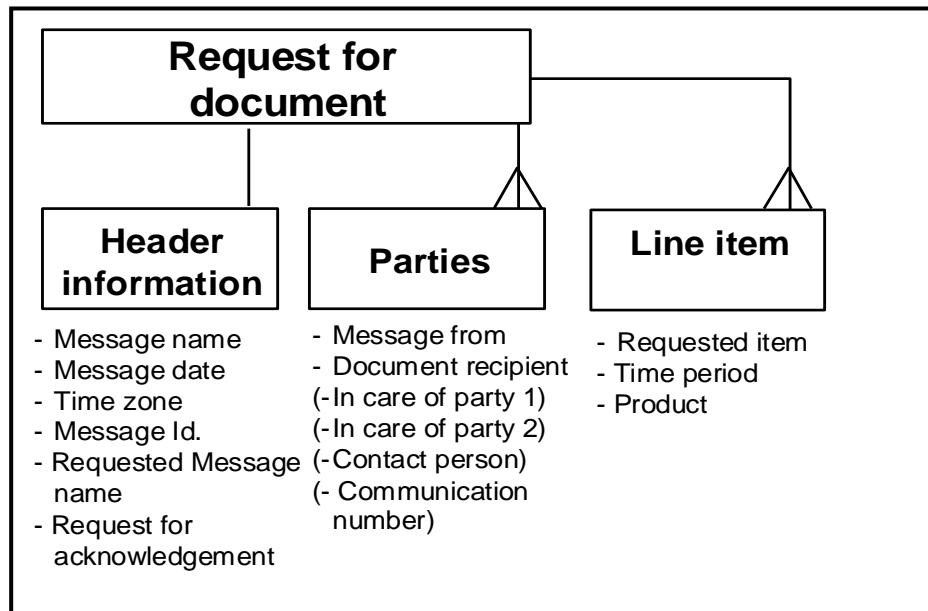 Request for
document
Header
information
- Message name
- Message date
- Time zone
- Message Id.
- Requested Message
name
- Request for
acknowledgement
Parties
- Message from
- Document recipient
(-In care of party 1)
(-In care of party 2)
(-Contact person)
(- Communication
number)
Line item
- Requested item
- Time period
- Product